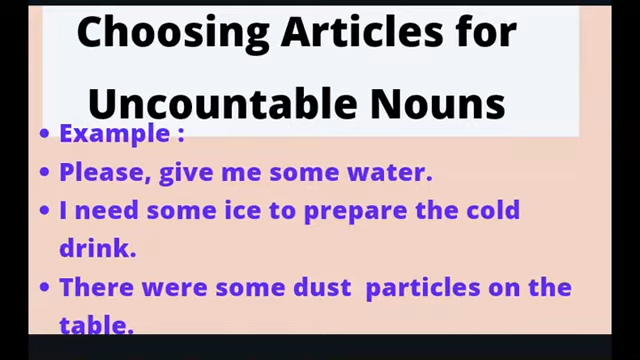 Choosing Articles for
Uncountable Nouns
• Example :
• Please, give me some water.
• I need some ice to prepare the cold
drink.
• There were some dust  particles on the
table.